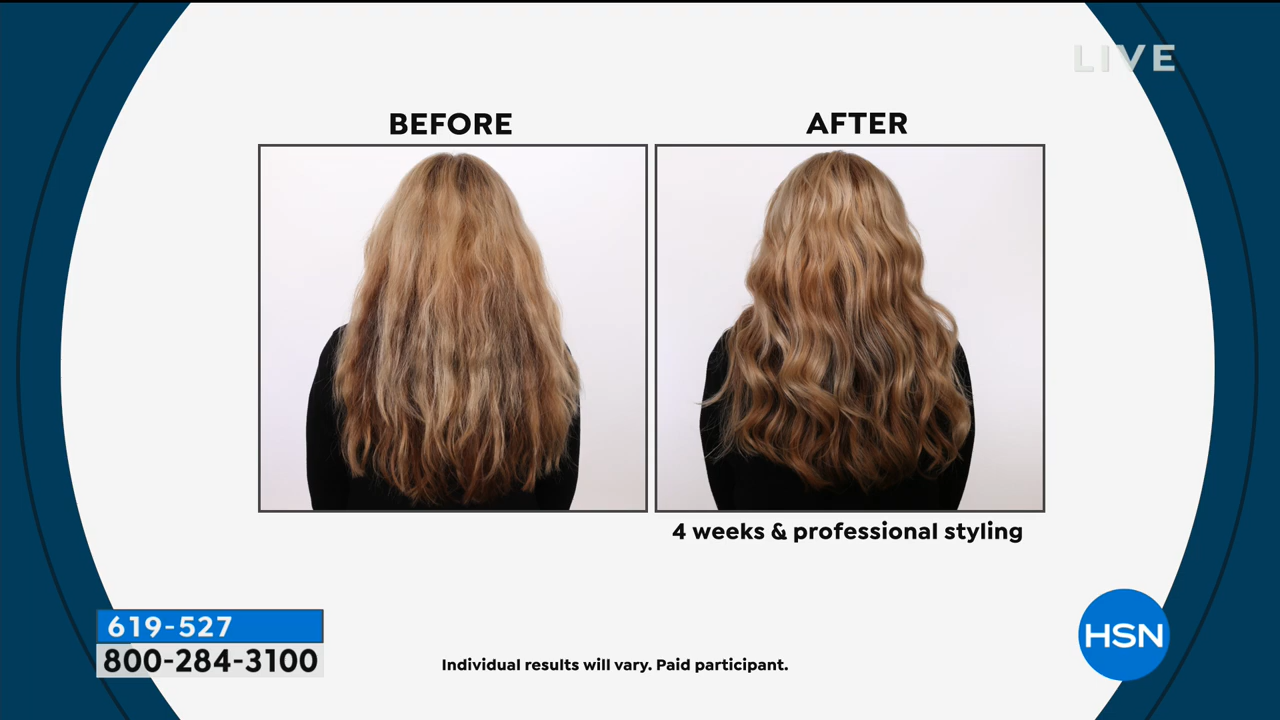 LIVE
BEFORE
AFTER
4 weeks & professional styling
619-527
800-284-3100
Individual results will vary. Paid participant.
HSN